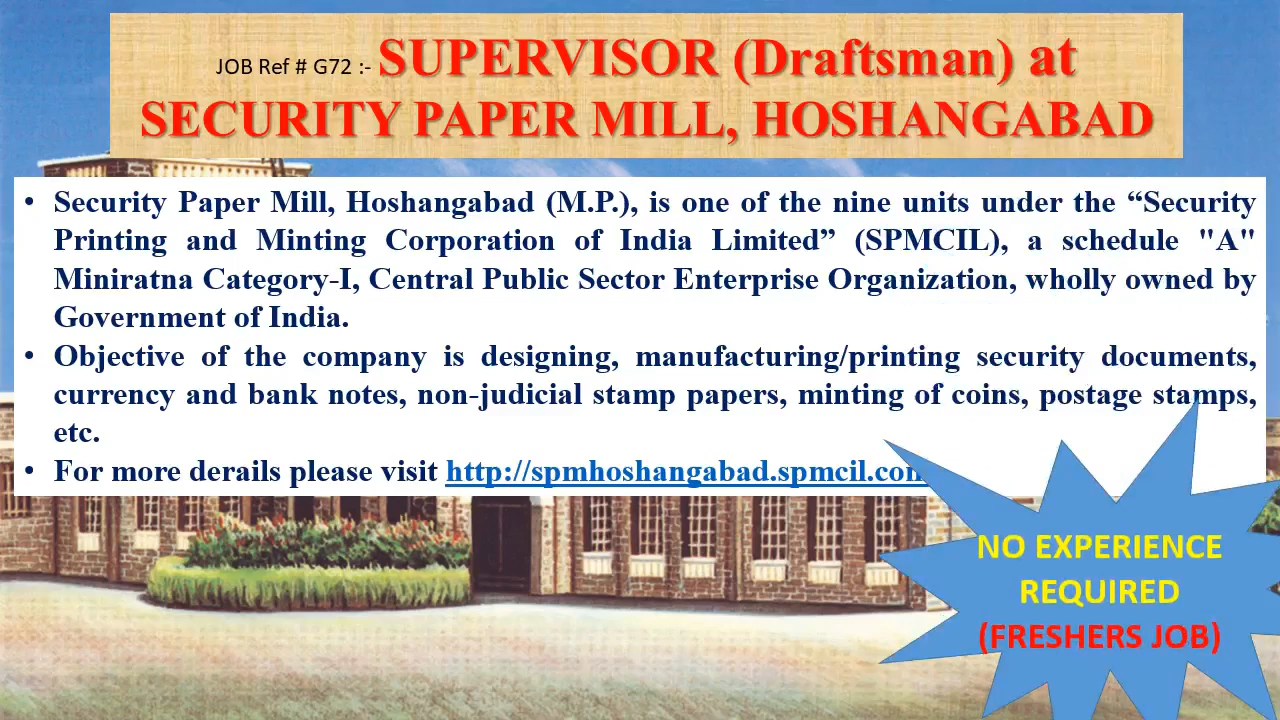 JOB Ref # G72 :- SUPERVISOR (Draftsman) at
SECURITY PAPER MILL, HOSHANGABAD
• Security Paper Mill, Hoshangabad (M.P.), is one of the nine units under the “Security
Printing and Minting Corporation of India Limited” (SPMCIL), a schedule "A"
Miniratna Category-I, Central Public Sector Enterprise Organization, wholly owned by
Government of India.
• Objective of the company is designing, manufacturing/printing security documents,
currency and bank notes, non-judicial stamp papers, minting of coins, postage stamps,
etc.
• For more derails please visit http://spmhoshangabad.spmcil.com
NO EXPERIENCE
REQUIRED
(FRESHERS JOB)